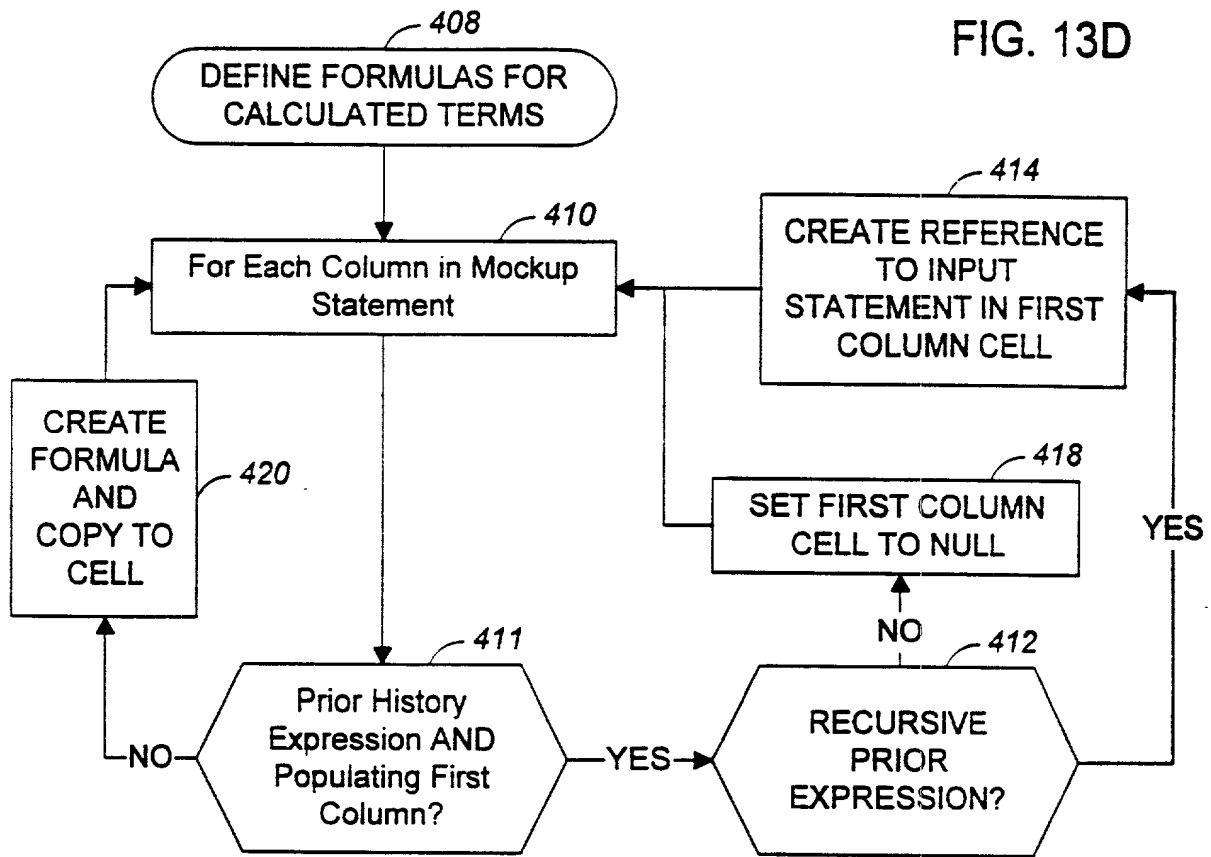 FIG. 13D
408
DEFINE FORMULAS FOR
CALCULATED TERMS
410
For Each Column in Mockup
Statement
414
CREATE REFERENCE
TO INPUT
STATEMENT IN FIRST
COLUMN CELL
CREATE
FORMULA
AND
COPY TO
CELL
420
418
SET FIRST COLUMN
CELL TO NULL
YES
NO
411
Prior History
Expression AND
Populating First
Column?
NO
YES
412
RECURSIVE
PRIOR
EXPRESSION?